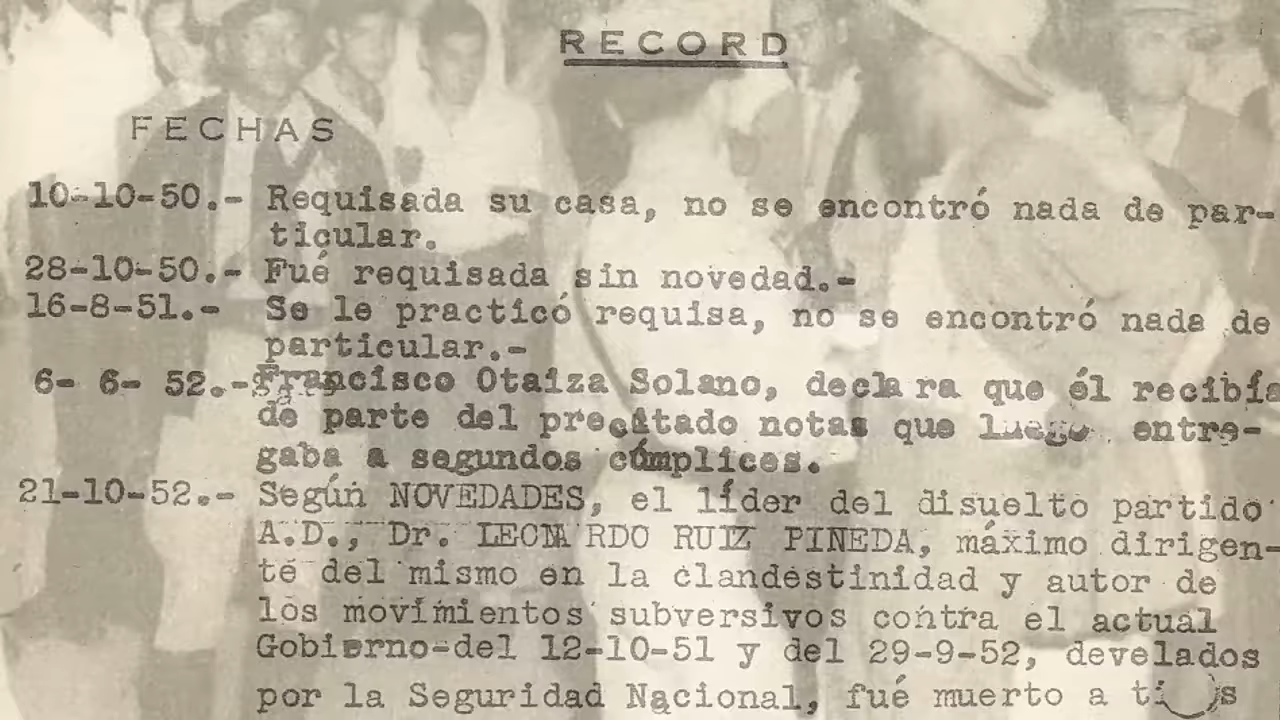 RECORD
FECHAS
10-10-50.- Requisada su casa, no se encontró nada de par-
ticular.
28-10-50.- Fué requisada sin novedad.-
16-8-51.- Se le practicó requisa, no se encontró nada de
particular.-
6- 6- 52.- Francisco Otaiza Solano, declara que él recibía
de parte del precitado notas que luego entre-
gaba a segundos cómplices.
21-10-52.- Según NOVEDADES, el líder del disuelto partido
A.D., Dr. LEONARDO RUIZ PINEDA, máximo dirigen-
te del mismo en la clandestinidad y autor de
los movimientos subversivos contra el actual
Gobierno-del 12-10-51 y del 29-9-52, develados
por la Seguridad Nacional, fué muerto a